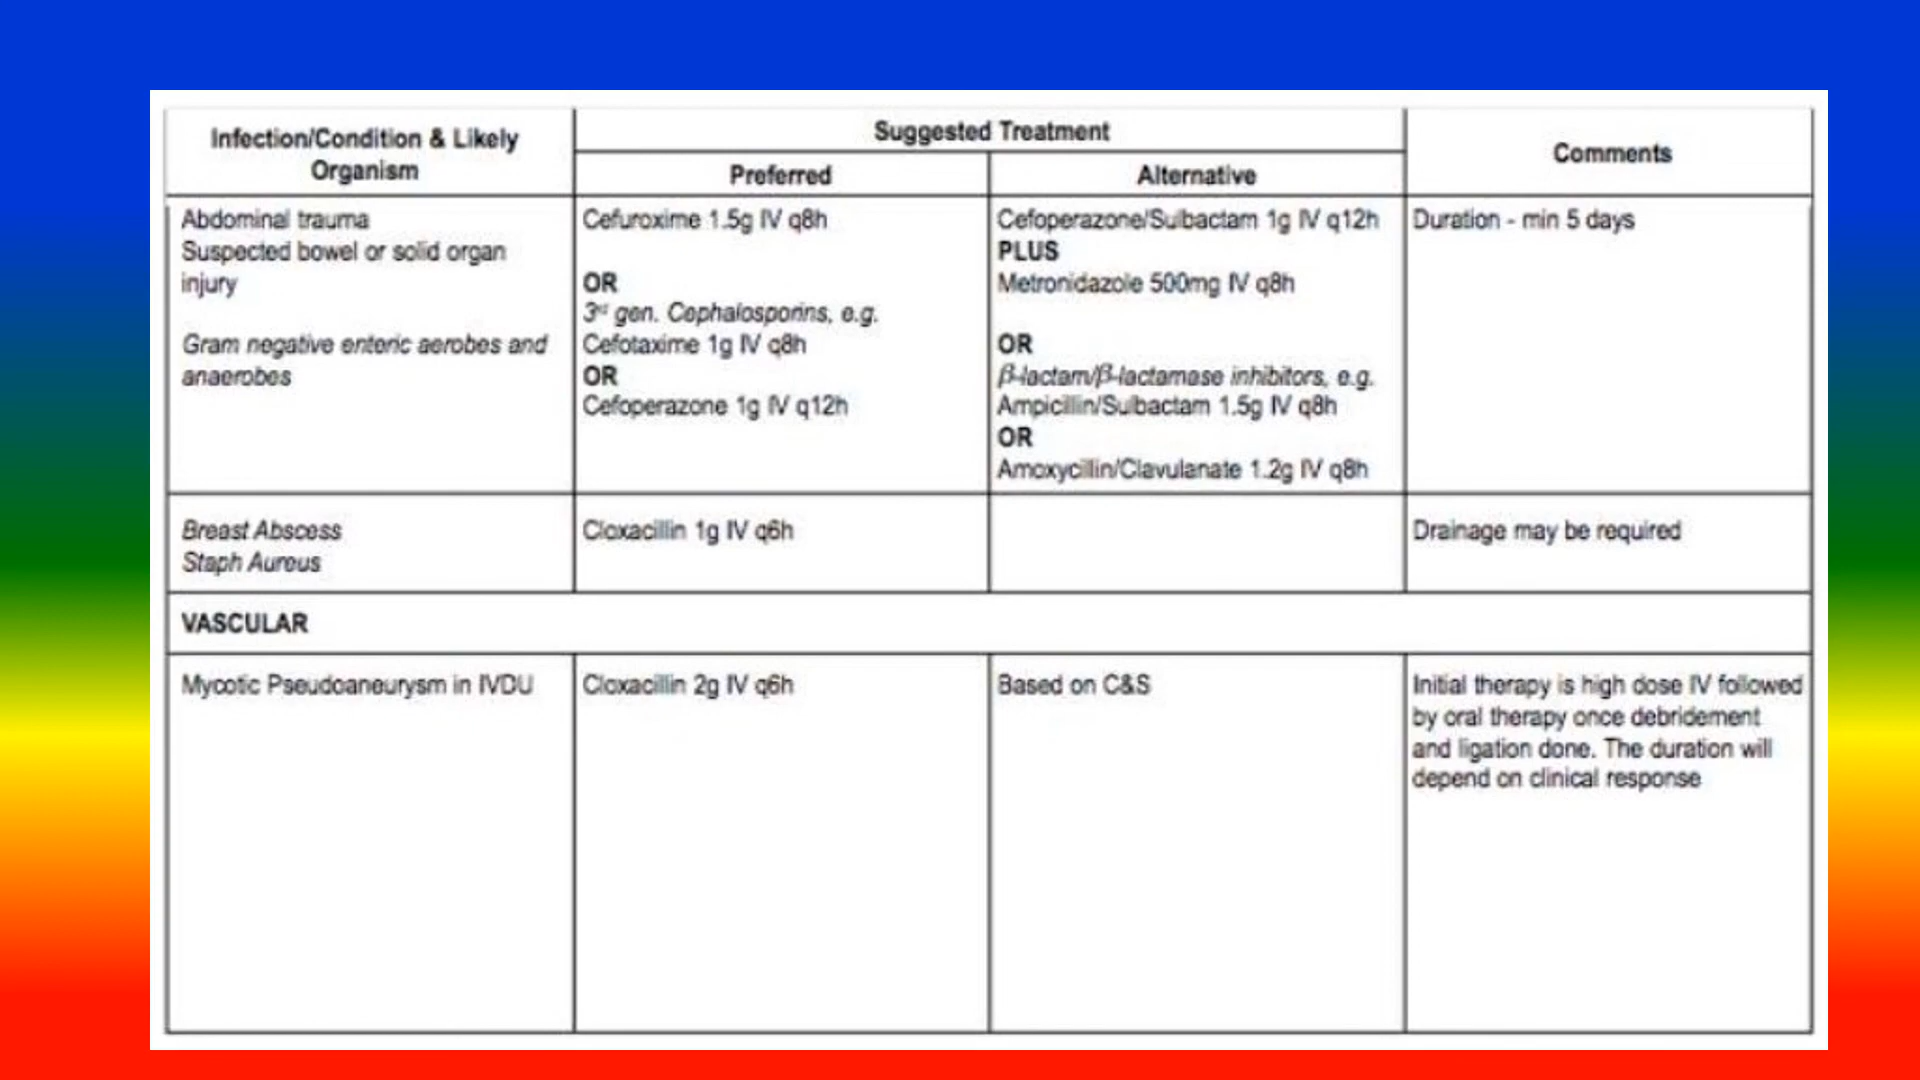 Infection/Condition & Likely
Organism
Suggested Treatment
Preferred
Alternative
Comments
Abdominal trauma
Suspected bowel or solid organ
injury
Gram negative enteric aerobes and
anaerobes
Cefuroxime 1.5g IV q8h
OR
3rd gen. Cephalosporins, e.g.
Cefotaxime 1g IV q8h
OR
Cefoperazone 1g IV q12h
Cefoperazone/Sulbactam 1g IV q12h
PLUS
Metronidazole 500mg IV q8h
OR
β-lactam/β-lactamase inhibitors, e.g.
Ampicillin/Sulbactam 1.5g IV q8h
OR
Amoxycillin/Clavulanate 1.2g IV q8h
Duration - min 5 days
Breast Abscess
Staph Aureus
Cloxacillin 1g IV q6h
Drainage may be required
VASCULAR
Mycotic Pseudoaneurysm in IVDU
Cloxacillin 2g IV q6h
Based on C&S
Initial therapy is high dose IV followed
by oral therapy once debridement
and ligation done. The duration will
depend on clinical response